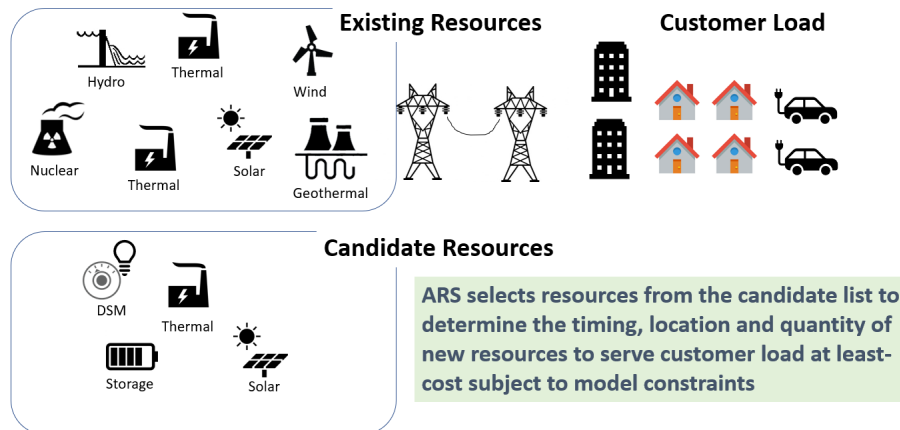 Existing Resources
Customer Load
Hydro
Thermal
Wind
Nuclear
Thermal
Solar
Geothermal
Candidate Resources
DSM
Thermal
Storage
Solar
ARS selects resources from the candidate list to
determine the timing, location and quantity of
new resources to serve customer load at least-
cost subject to model constraints